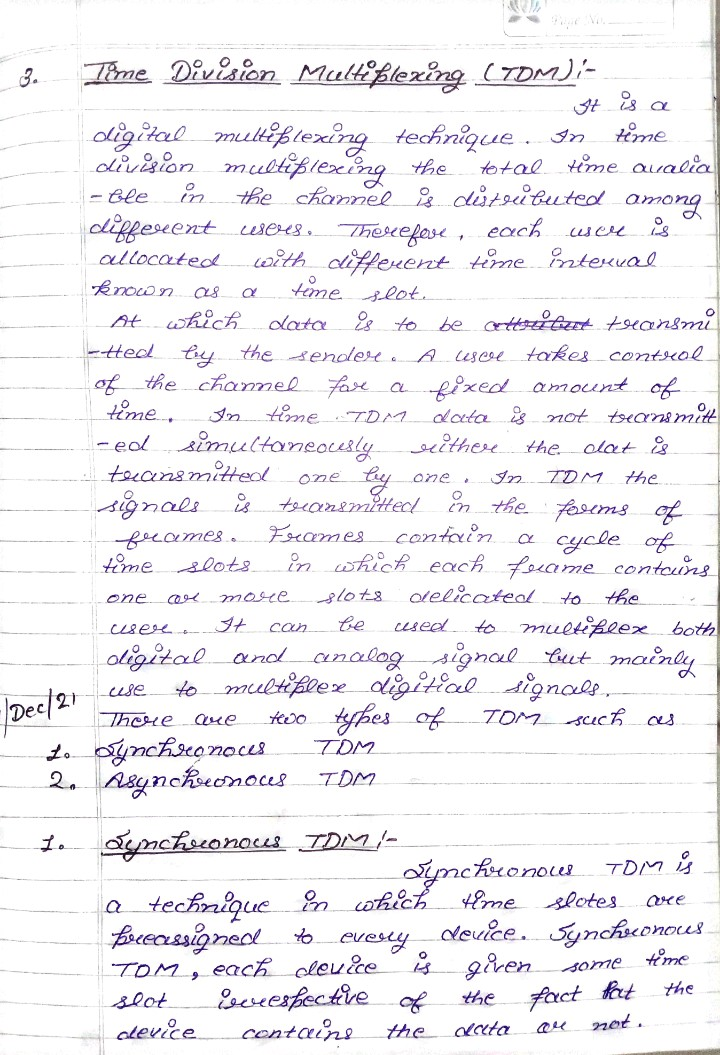 Page No.
3. Time Division Multiplexing (TDM):-
It is a
digital multiplexing technique. In time
division multiplexing the total time avalia
-ble in the channel is distributed among
different users. Therefore, each user is
allocated with different time interval
known as a time slot.
At which data is to be transmi
-tted by the sender. A user takes control
of the channel for a fixed amount of
time. In time TDM data is not transmitt
-ed simultaneously rither the dat is
transmitted one by one. In TDM the
signals is transmitted in the forms of
frames. Frames contain a cycle of
time slots in which each frame contains
one or more slots delicated to the
user. It can be used to multiplex both
digital and analog signal but mainly
use to multiplex digitial signals.
/Dec/21
There are two types of TDM such as
1. Synchronous TDM
2. Asynchronous TDM
1. Synchronous TDM:-
Synchronous TDM is
a technique in which time slotes are
preassigned to every device. Synchronous
TDM, each device is given some time
slot irrespective of the fact that the
device contains the data or not.